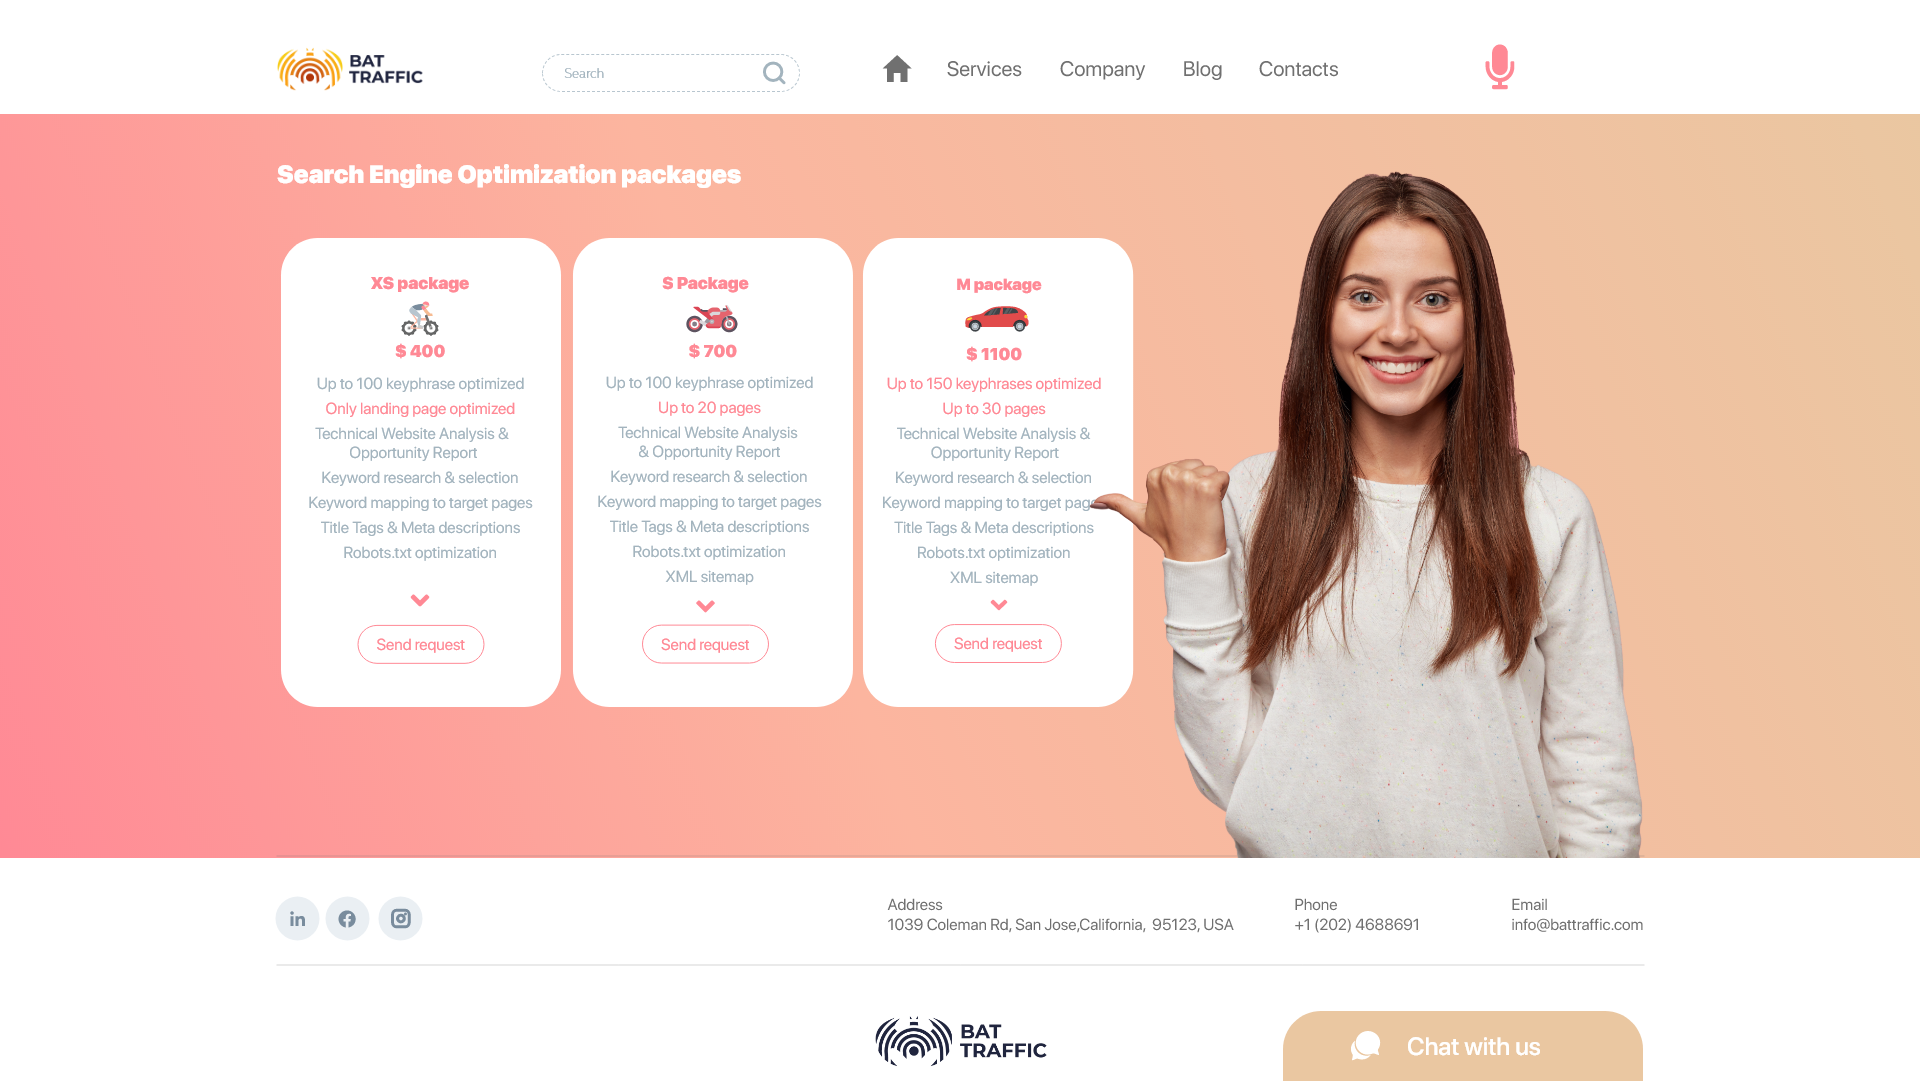 BAT
TRAFFIC
Search
Services
Company
Blog
Contacts
Search Engine Optimization packages
XS package
$ 400
Up to 100 keyphrase optimized
Only landing page optimized
Technical Website Analysis &
Opportunity Report
Keyword research & selection
Keyword mapping to target pages
Title Tags & Meta descriptions
Robots.txt optimization
Send request
S Package
$ 700
Up to 100 keyphrase optimized
Up to 20 pages
Technical Website Analysis
& Opportunity Report
Keyword research & selection
Keyword mapping to target pages
Title Tags & Meta descriptions
Robots.txt optimization
XML sitemap
Send request
M package
$ 1100
Up to 150 keyphrases optimized
Up to 30 pages
Technical Website Analysis &
Opportunity Report
Keyword research & selection
Keyword mapping to target
Title Tags & Meta descriptions
Robots.txt optimization
XML sitemap
Send request
in
Address
1039 Coleman Rd, San Jose,California, 95123, USA
Phone
+1 (202) 4688691
Email
info@battraffic.com
BAT
TRAFFIC
Chat with us